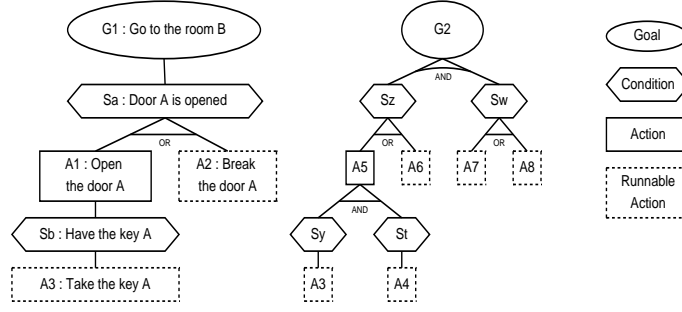 G1 : Go to the room B
G2
Goal
AND
Sa : Door A is opened
Sz
Sw
Condition
OR
OR
OR
A1 : Open
the door A
A2 : Break
the door A
A5
A6
A7
A8
Action
AND
Runnable
Action
Sb : Have the key A
Sy
St
A3 : Take the key A
A3
A4